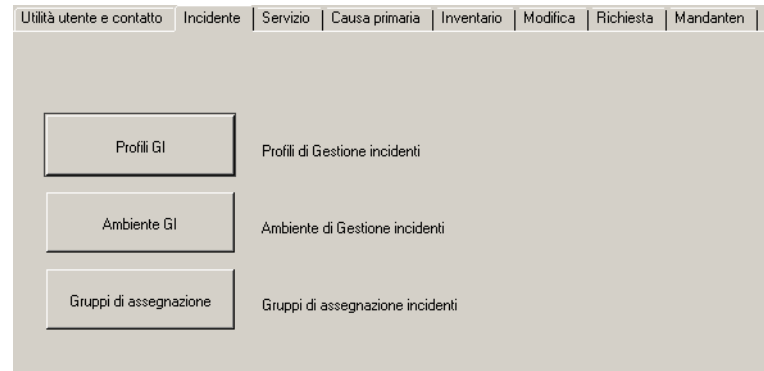 Utilità utente e contatto Incidente Servizio Causa primaria Inventario Modifica Richiesta Mandanten
Profili GI Profili di Gestione incidenti
Ambiente GI Ambiente di Gestione incidenti
Gruppi di assegnazione Gruppi di assegnazione incidenti